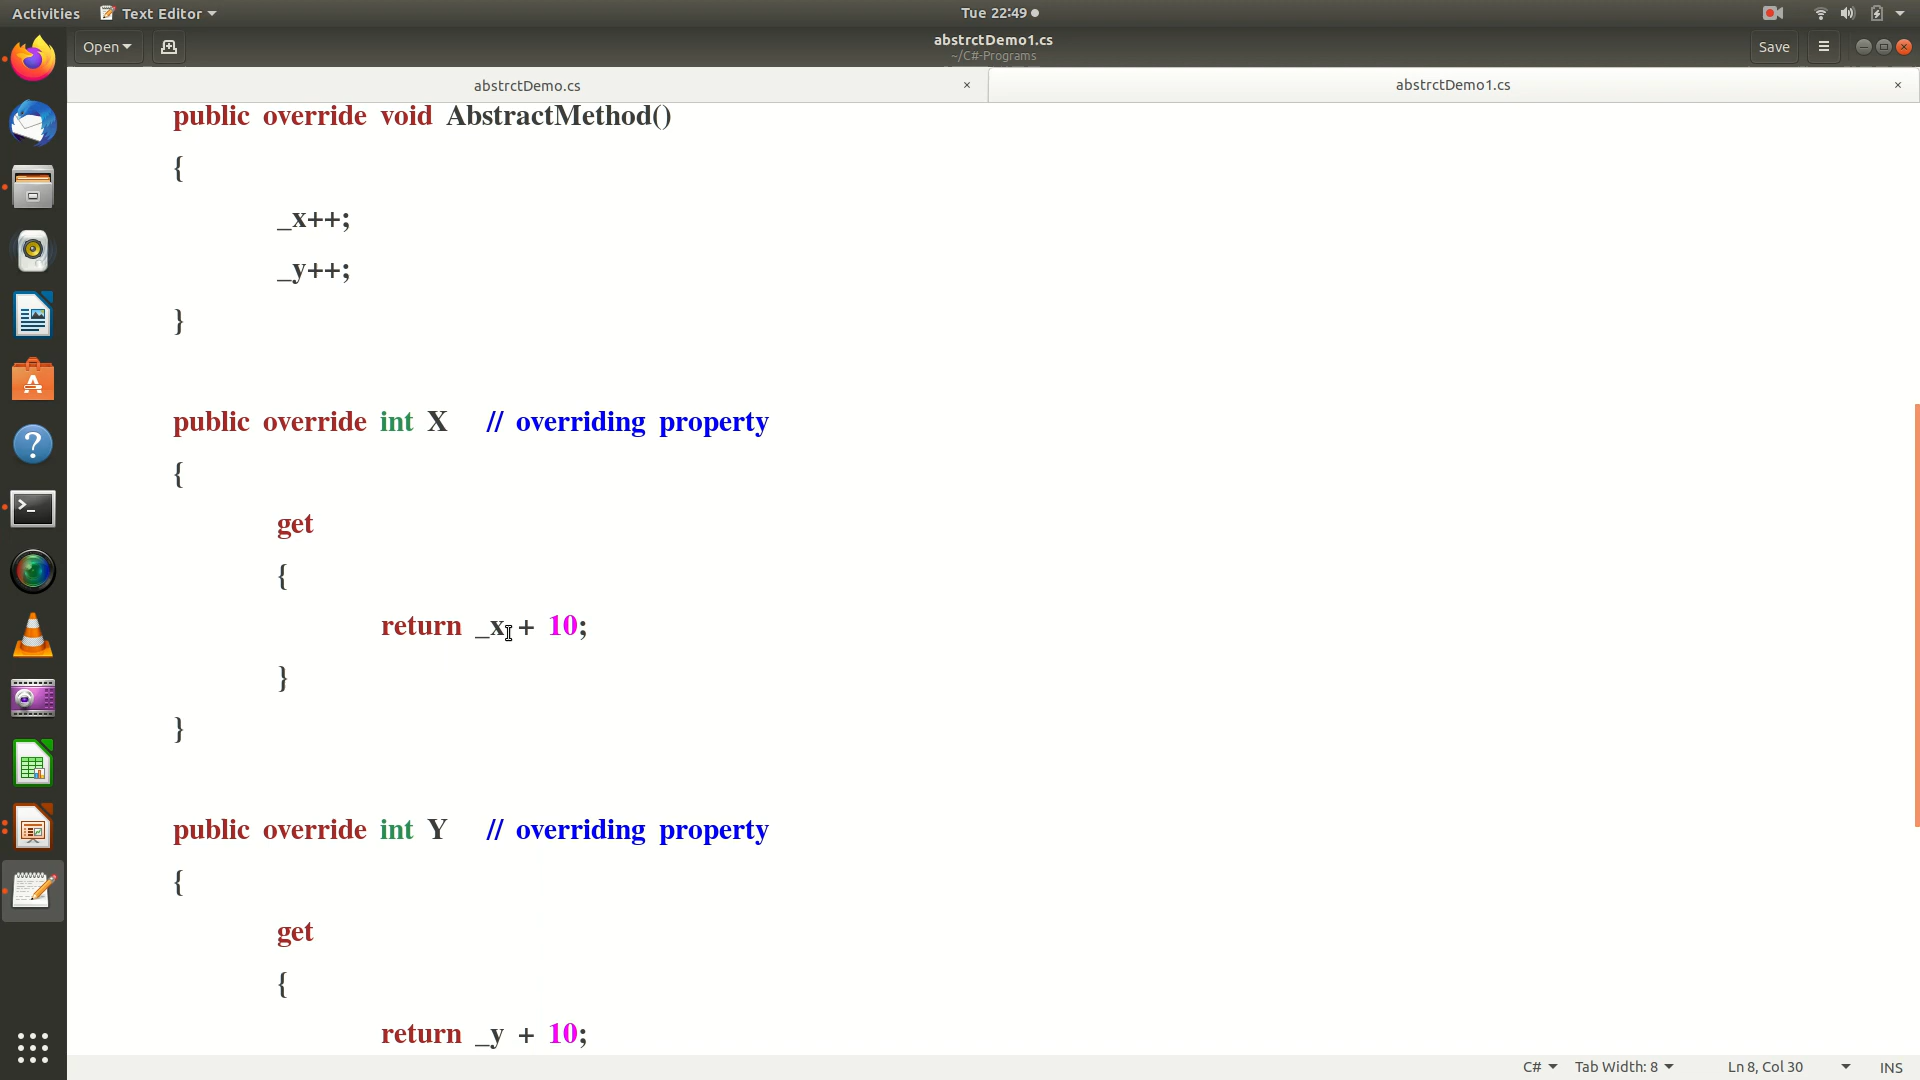 Activities Text Editor Tue 22:49
Open abstrctDemo1.cs Save
~/C#-Programs
abstrctDemo.cs × abstrctDemo1.cs ×
public override void AbstractMethod()
{
_x++;
_y++;
}
public override int X // overriding property
{
get
{
return _x + 10;
}
}
public override int Y // overriding property
{
get
{
return _y + 10;
C# Tab Width: 8 Ln 8, Col 30 INS